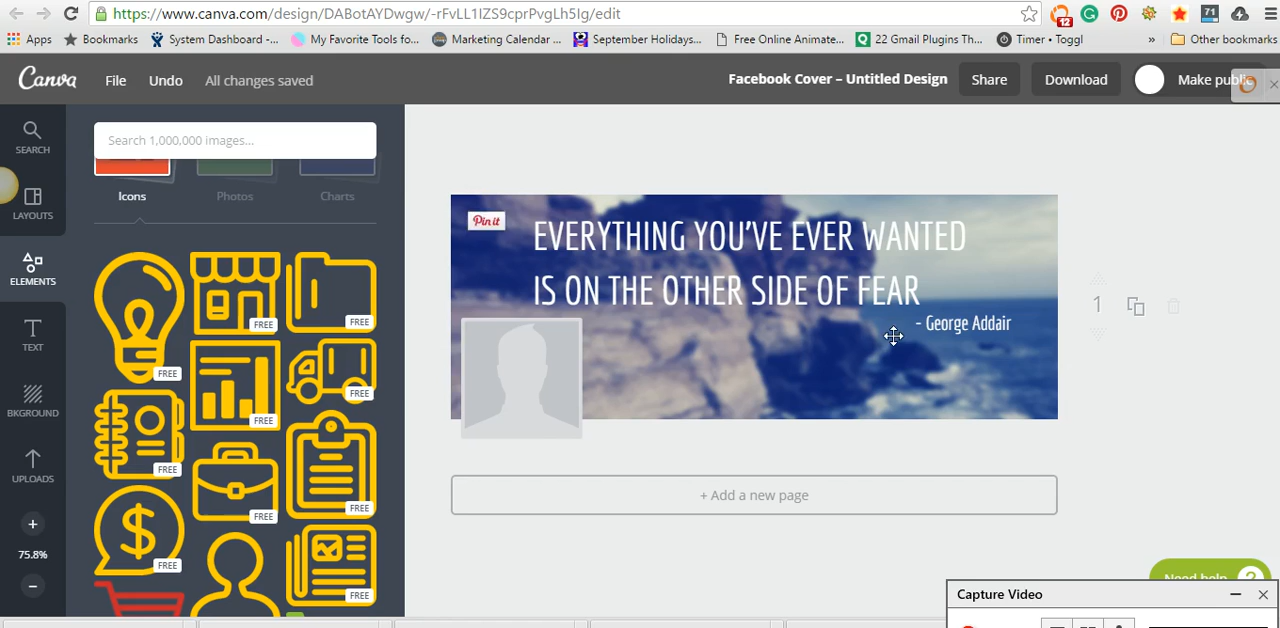 https://www.canva.com/design/DABotAYDwgw/-rFvLL1IZS9zprPvgLh5Ig/edit
12
71
Apps
Bookmarks
System Dashboard -...
My Favorite Tools fo...
Marketing Calendar ...
September Holidays...
Free Online Animate...
22 Gmail Plugins Th...
Timer • Toggl
»
Other bookmarks
Canva
File
Undo
All changes saved
Facebook Cover – Untitled Design
Share
Download
Make public
SEARCH
LAYOUTS
ELEMENTS
TEXT
BKGROUND
UPLOADS
+
75.8%
−
Search 1,000,000 images...
Icons
Photos
Charts
FREE
FREE
FREE
FREE
FREE
FREE
FREE
FREE
FREE
FREE
FREE
Pin it
EVERYTHING YOU'VE EVER WANTED
IS ON THE OTHER SIDE OF FEAR
- George Addair
1
+ Add a new page
Need help
?
Capture Video